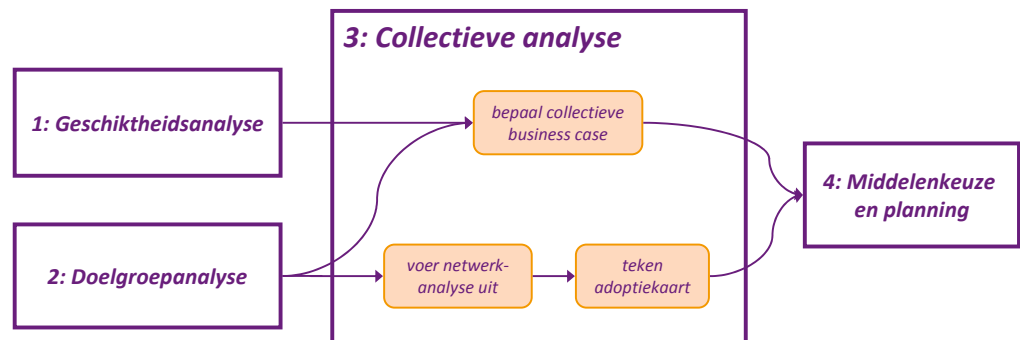 3: Collectieve analyse
1: Geschiktheidsanalyse
bepaal collectieve
business case
4: Middelenkeuze
en planning
2: Doelgroepanalyse
voer netwerk-
analyse uit
teken
adoptiekaart